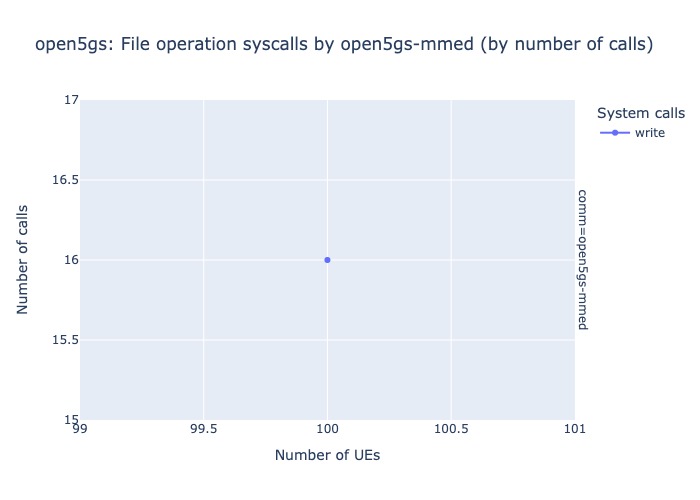 open5gs: File operation syscalls by open5gs-mmed (by number of calls)
17
16.5
16
15.5
15
Number of calls
99
99.5
100
100.5
101
Number of UEs
comm=open5gs-mmed
System calls
write